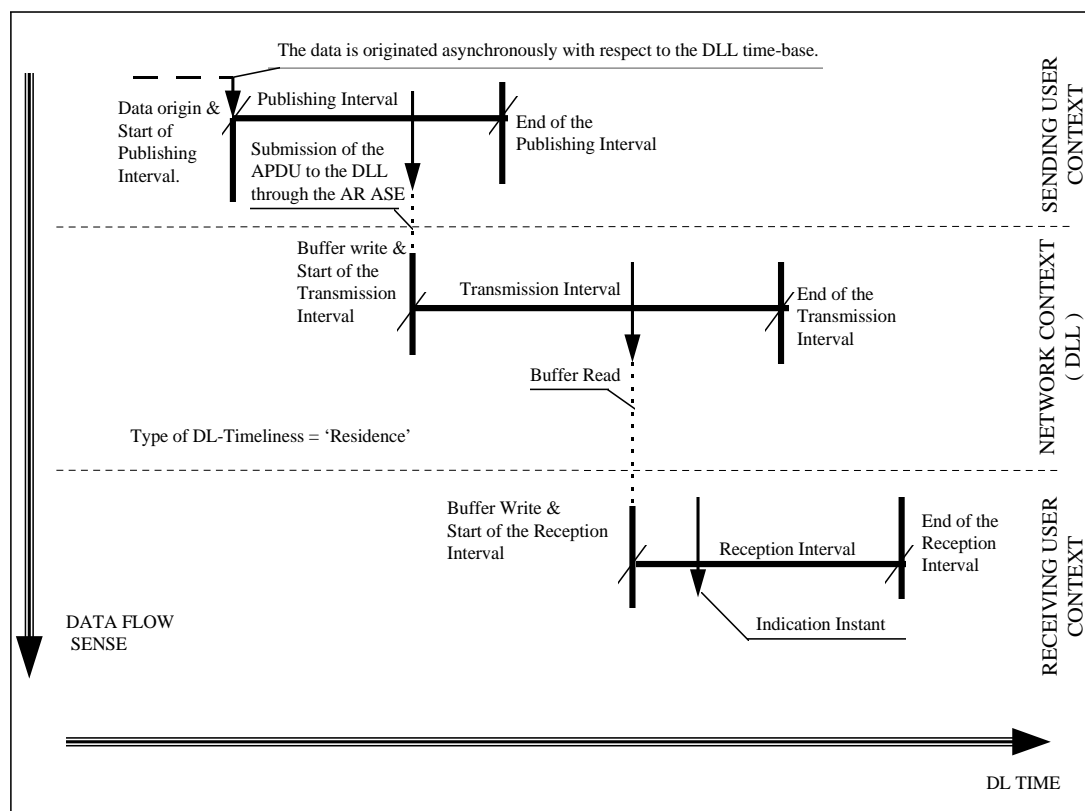 The data is originated asynchronously with respect to the DLL time-base.
Data origin &
Start of
Publishing
Interval.
Publishing Interval
End of the
Publishing Interval
Submission of the
APDU to the DLL
through the AR ASE
SENDING USER
CONTEXT
Buffer write &
Start of the
Transmission
Interval
Transmission Interval
End of the
Transmission
Interval
Buffer Read
Type of DL-Timeliness = ‘Residence’
NETWORK CONTEXT
( DLL )
Buffer Write &
Start of the Reception
Interval
Reception Interval
End of the
Reception
Interval
Indication Instant
RECEIVING USER
CONTEXT
DATA FLOW
SENSE
DL TIME